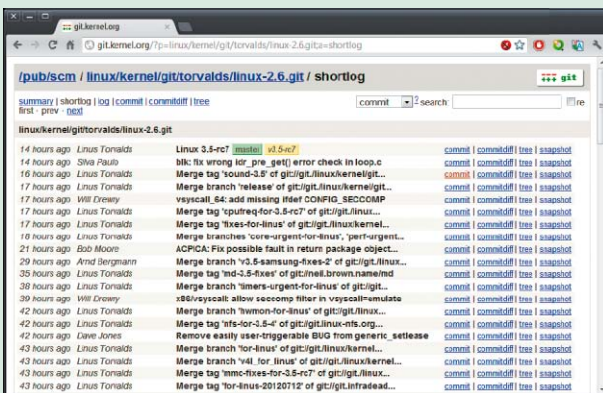 git.kernel.org
git.kernel.org/?p=linux/kernel/git/torvalds/linux-2.6.git;a=shortlog
/pub/scm / linux/kernel/git/torvalds/linux-2.6.git / shortlog
git
summary | shortlog | log | commit | commitdiff | tree
commit ? search: re
first · prev · next
linux/kernel/git/torvalds/linux-2.6.git
14 hours ago Linus Torvalds Linux 3.5-rc7 master v3.5-rc7 commit | commitdiff | tree | snapshot
14 hours ago Silva Paulo blk: fix wrong idr_pre_get() error check in loop.c commit | commitdiff | tree | snapshot
16 hours ago Linus Torvalds Merge tag 'sound-3.5' of git://git./linux/kernel/git... commit | commitdiff | tree | snapshot
17 hours ago Linus Torvalds Merge branch 'release' of git://git./linux/kernel/git... commit | commitdiff | tree | snapshot
17 hours ago Will Drewry vsyscall_64: add missing ifdef CONFIG_SECCOMP commit | commitdiff | tree | snapshot
17 hours ago Linus Torvalds Merge tag 'cpufreq-for-3.5-rc7' of git://git./linux... commit | commitdiff | tree | snapshot
17 hours ago Linus Torvalds Merge tag 'fixes-for-linus' of git://git./linux/kernel... commit | commitdiff | tree | snapshot
18 hours ago Linus Torvalds Merge branches 'core-urgent-for-linus', 'perf-urgent... commit | commitdiff | tree | snapshot
21 hours ago Bob Moore ACPICA: Fix possible fault in return package object... commit | commitdiff | tree | snapshot
29 hours ago Arnd Bergmann Merge branch 'v3.5-samsung-fixes-2' of git://git./linux... commit | commitdiff | tree | snapshot
35 hours ago Linus Torvalds Merge tag 'md-3.5-fixes' of git://neil.brown.name/md commit | commitdiff | tree | snapshot
38 hours ago Linus Torvalds Merge branch 'timers-urgent-for-linus' of git://git... commit | commitdiff | tree | snapshot
39 hours ago Will Drewry x86/vsyscall: allow seccomp filter in vsyscall=emulate commit | commitdiff | tree | snapshot
42 hours ago Linus Torvalds Merge branch 'hwmon-for-linus' of git://git./linux... commit | commitdiff | tree | snapshot
42 hours ago Linus Torvalds Merge tag 'nfs-for-3.5-4' of git://git.linux-nfs.org... commit | commitdiff | tree | snapshot
42 hours ago Dave Jones Remove easily user-triggerable BUG from generic_setlease commit | commitdiff | tree | snapshot
43 hours ago Linus Torvalds Merge branch 'for-linus' of git://git./linux/kernel... commit | commitdiff | tree | snapshot
43 hours ago Linus Torvalds Merge branch 'v4l_for_linus' of git://git./linux/kernel... commit | commitdiff | tree | snapshot
43 hours ago Linus Torvalds Merge tag 'mmc-fixes-for-3.5-rc7' of git://git./linux... commit | commitdiff | tree | snapshot
43 hours ago Linus Torvalds Merge tag 'for-linus-20120712' of git://git.infradead... commit | commitdiff | tree | snapshot